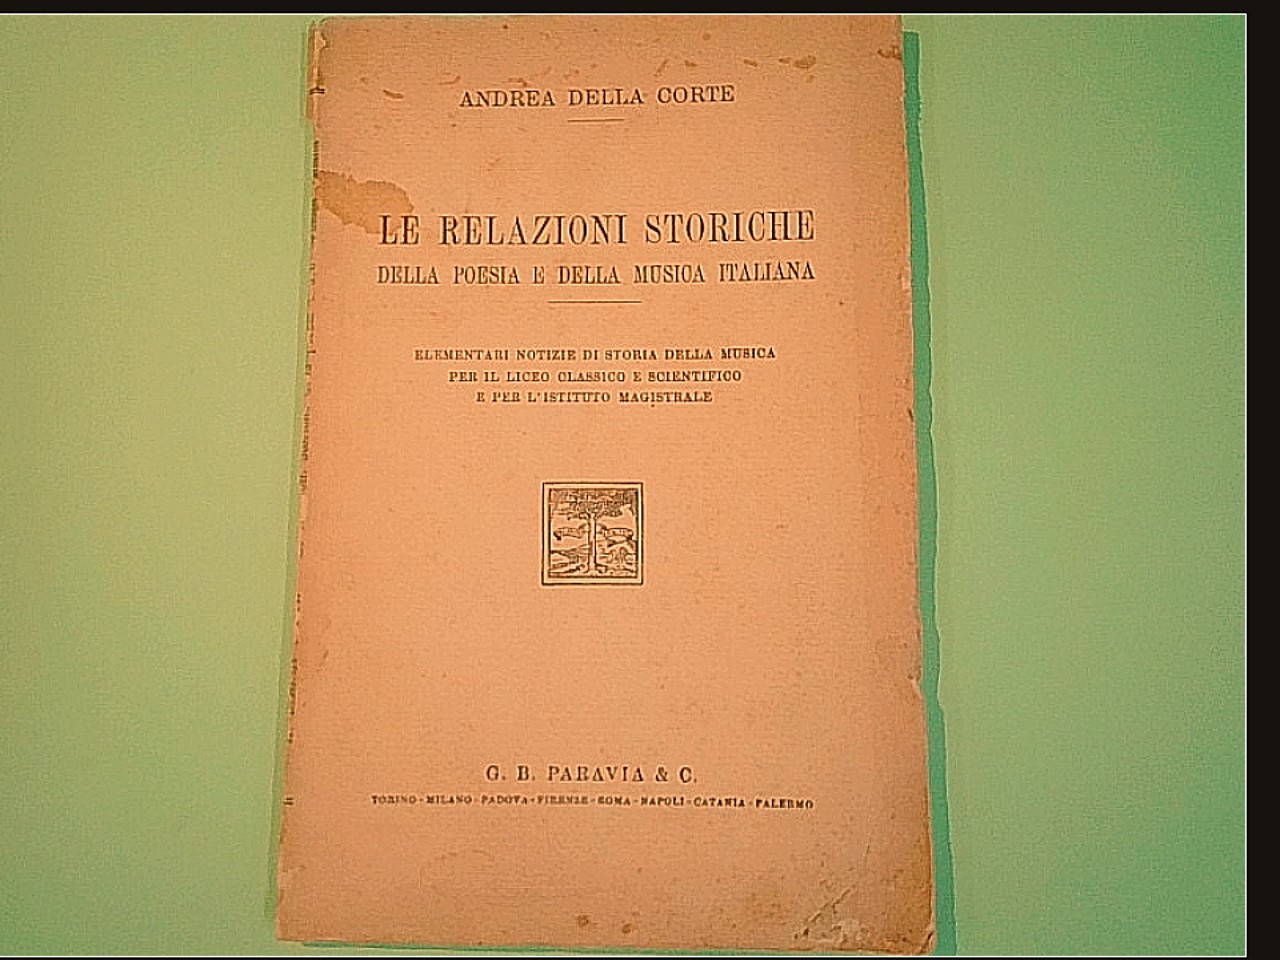 ANDREA DELLA CORTE
LE RELAZIONI STORICHE
DELLA POESIA E DELLA MUSICA ITALIANA
ELEMENTARI NOTIZIE DI STORIA DELLA MUSICA
PER IL LICEO CLASSICO E SCIENTIFICO
E PER L'ISTITUTO MAGISTRALE
G. B. PARAVIA & C.
TORINO-MILANO-PADOVA-FIRENZE-ROMA-NAPOLI-CATANIA-PALERMO